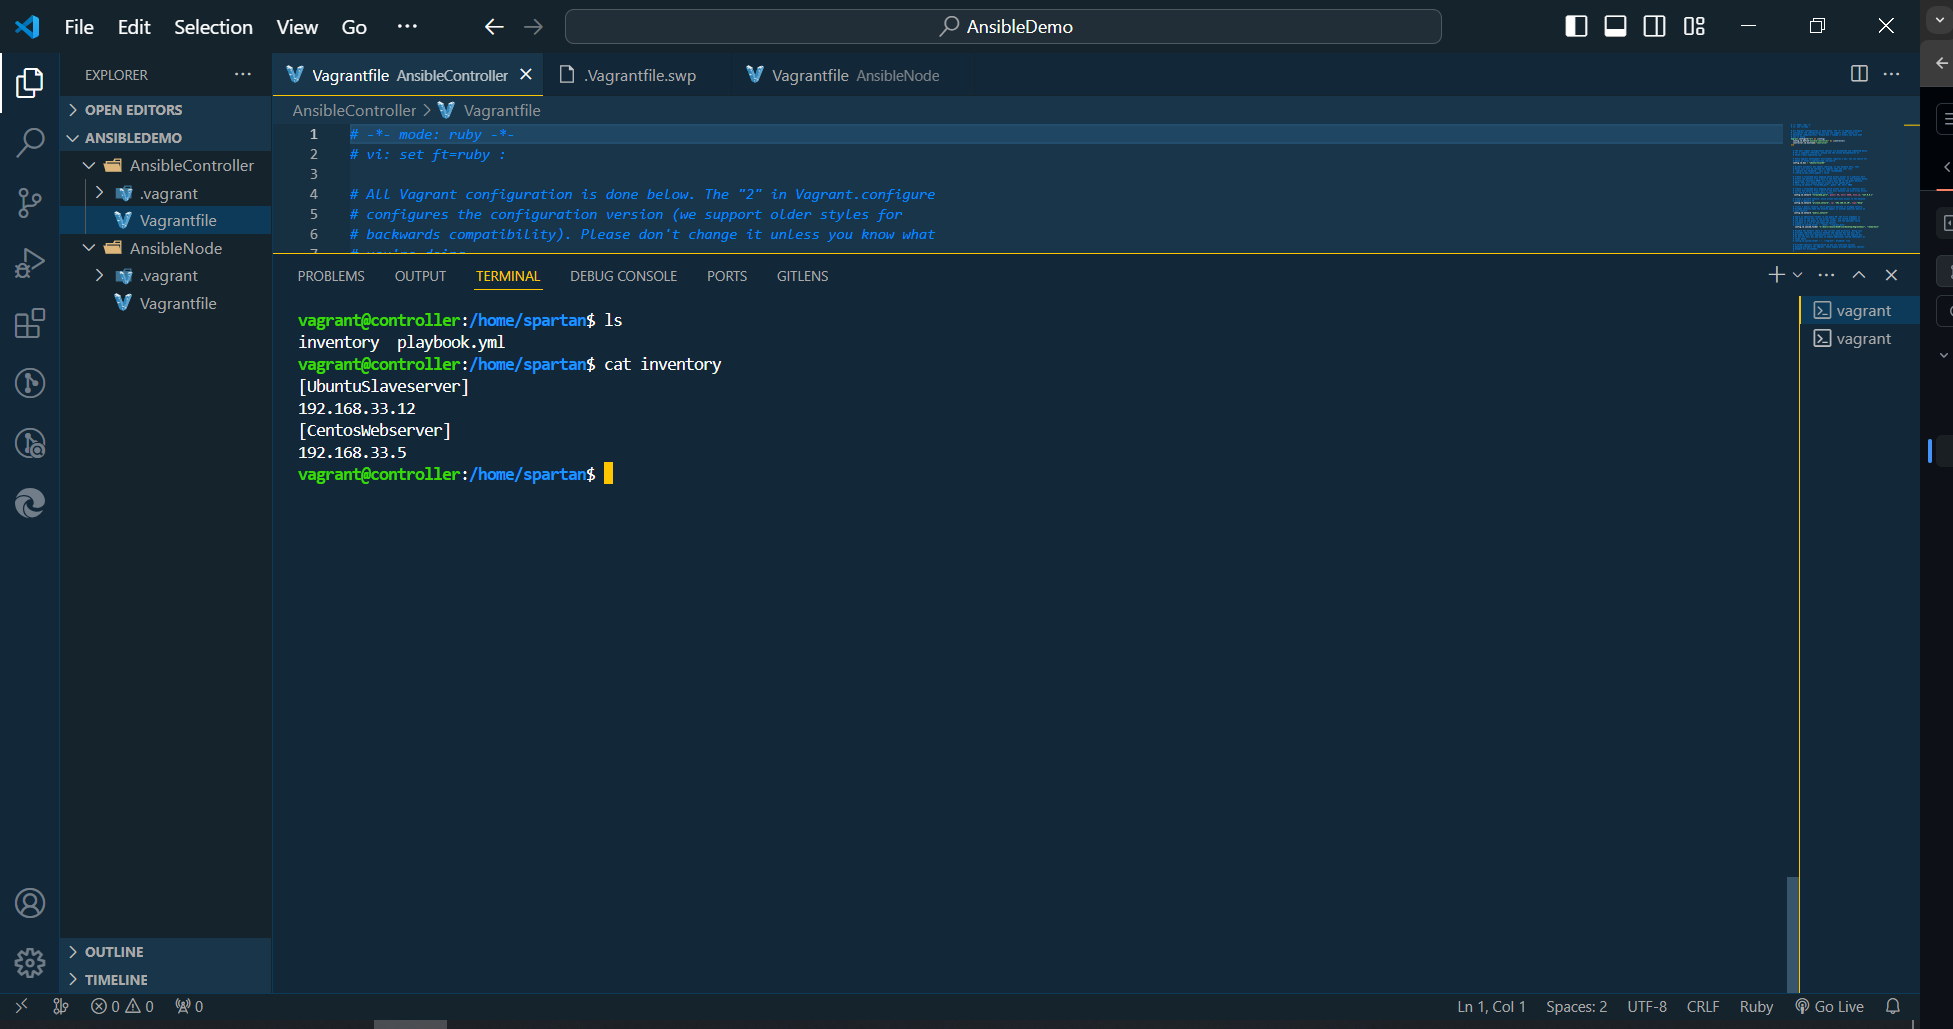 File Edit Selection View Go ···
AnsibleDemo
EXPLORER
OPEN EDITORS
ANSIBLEDEMO
AnsibleController
.vagrant
Vagrantfile
AnsibleNode
.vagrant
Vagrantfile
OUTLINE
TIMELINE
Vagrantfile AnsibleController
.Vagrantfile.swp
Vagrantfile AnsibleNode
AnsibleController > Vagrantfile
1 # -*- mode: ruby -*-
2 # vi: set ft=ruby :
3
4 # All Vagrant configuration is done below. The "2" in Vagrant.configure
5 # configures the configuration version (we support older styles for
6 # backwards compatibility). Please don't change it unless you know what
PROBLEMS OUTPUT TERMINAL DEBUG CONSOLE PORTS GITLENS
vagrant@controller:/home/spartan$ ls
inventory playbook.yml
vagrant@controller:/home/spartan$ cat inventory
[UbuntuSlaveserver]
192.168.33.12
[CentosWebserver]
192.168.33.5
vagrant@controller:/home/spartan$
vagrant
vagrant
0 0 0
Ln 1, Col 1 Spaces: 2 UTF-8 CRLF Ruby Go Live